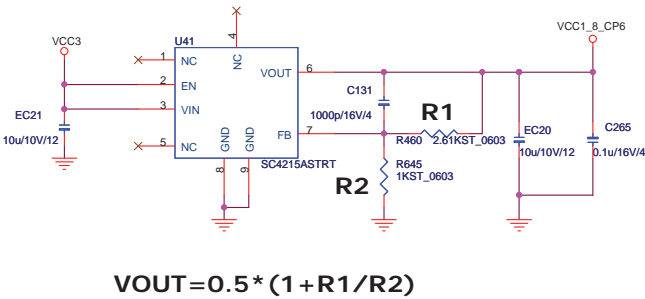 VCC1_8_CP6
VCC3
U41
4
1
NC
NC
VOUT
6
2
EN
C131
3
VIN
1000p/16V/4
R1
EC21
FB
7
EC20
C265
10u/10V/12
R460
2.61KST_0603
10u/10V/12
0.1u/16V/4
5
NC
GND
GND
SC4215ASTRT
R645
1KST_0603
R2
8
9
VOUT=0.5*(1+R1/R2)